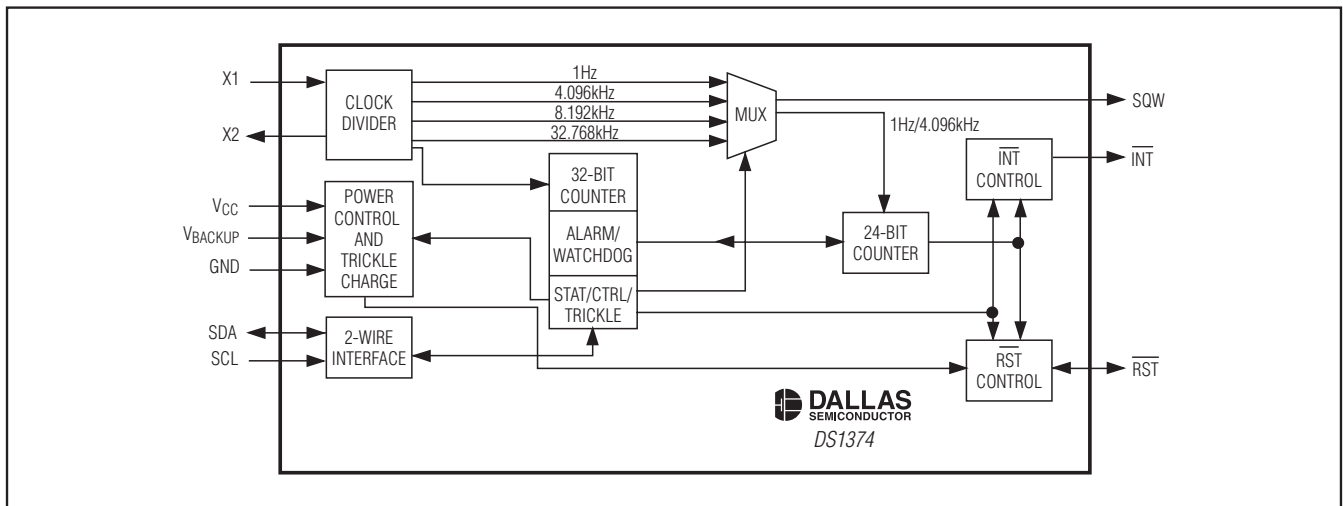 X1
X2
CLOCK
DIVIDER
1Hz
4.096kHz
8.192kHz
32.768kHz
MUX
SQW
1Hz/4.096kHz
INT
CONTROL
INT
VCC
VBACKUP
GND
POWER
CONTROL
AND
TRICKLE
CHARGE
32-BIT
COUNTER
ALARM/
WATCHDOG
STAT/CTRL/
TRICKLE
24-BIT
COUNTER
SDA
SCL
2-WIRE
INTERFACE
RST
CONTROL
RST
DALLAS
SEMICONDUCTOR
DS1374